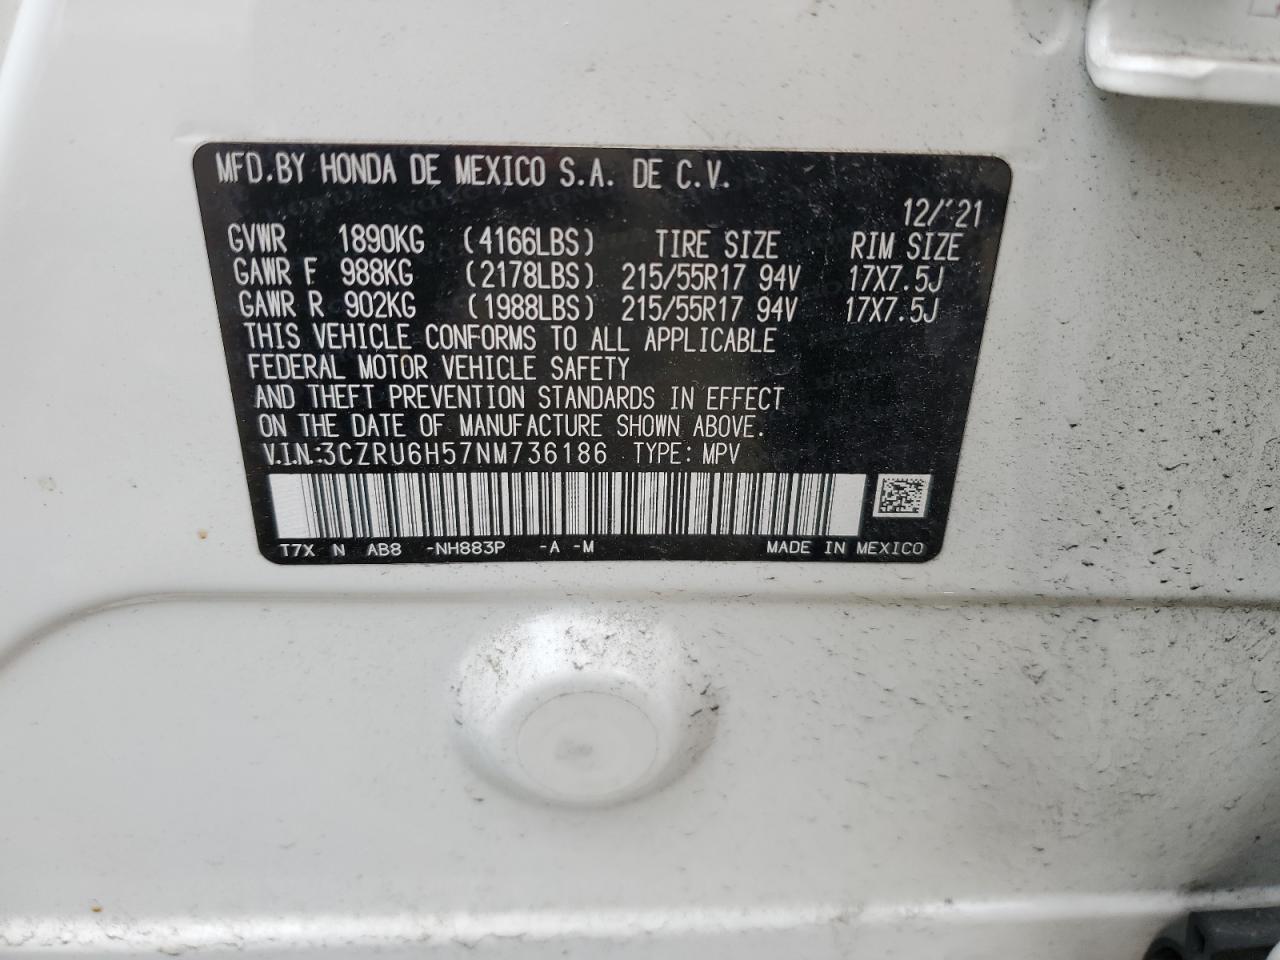 MFD.BY HONDA DE MEXICO S.A. DE C.V.
12/'21
GVWR 1890KG (4166LBS) TIRE SIZE RIM SIZE
GAWR F 988KG (2178LBS) 215/55R17 94V 17X7.5J
GAWR R 902KG (1988LBS) 215/55R17 94V 17X7.5J
THIS VEHICLE CONFORMS TO ALL APPLICABLE
FEDERAL MOTOR VEHICLE SAFETY
AND THEFT PREVENTION STANDARDS IN EFFECT
ON THE DATE OF MANUFACTURE SHOWN ABOVE.
V.I.N.:3CZRU6H57NM736186 TYPE: MPV
T7X N AB8 -NH883P -A -M MADE IN MEXICO